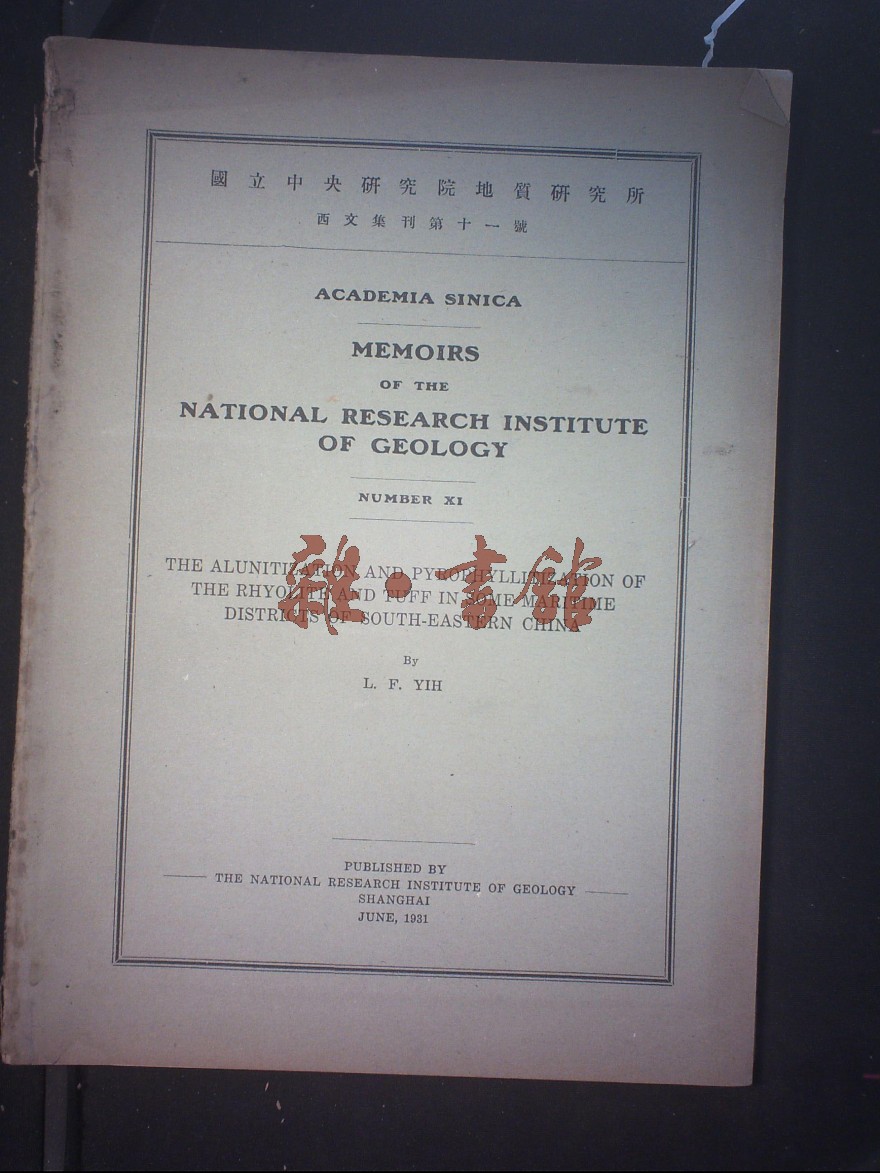 國立中央研究院地質研究所
西文集刊第十一號
ACADEMIA SINICA
MEMOIRS
OF THE
NATIONAL RESEARCH INSTITUTE
OF GEOLOGY
NUMBER XI
THE ALUNITIZATION AND PYROPHYLLITIZATION OF
THE RHYOLITE AND TUFF IN SOME MARITIME
DISTRICTS OF SOUTH-EASTERN CHINA
雜·書館
By
L. F. YIH
PUBLISHED BY
THE NATIONAL RESEARCH INSTITUTE OF GEOLOGY
SHANGHAI
JUNE, 1931